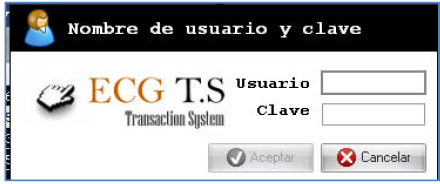 Nombre de usuario y clave
ECG T.S
Transaction System
Usuario
Clave
Aceptar
Cancelar